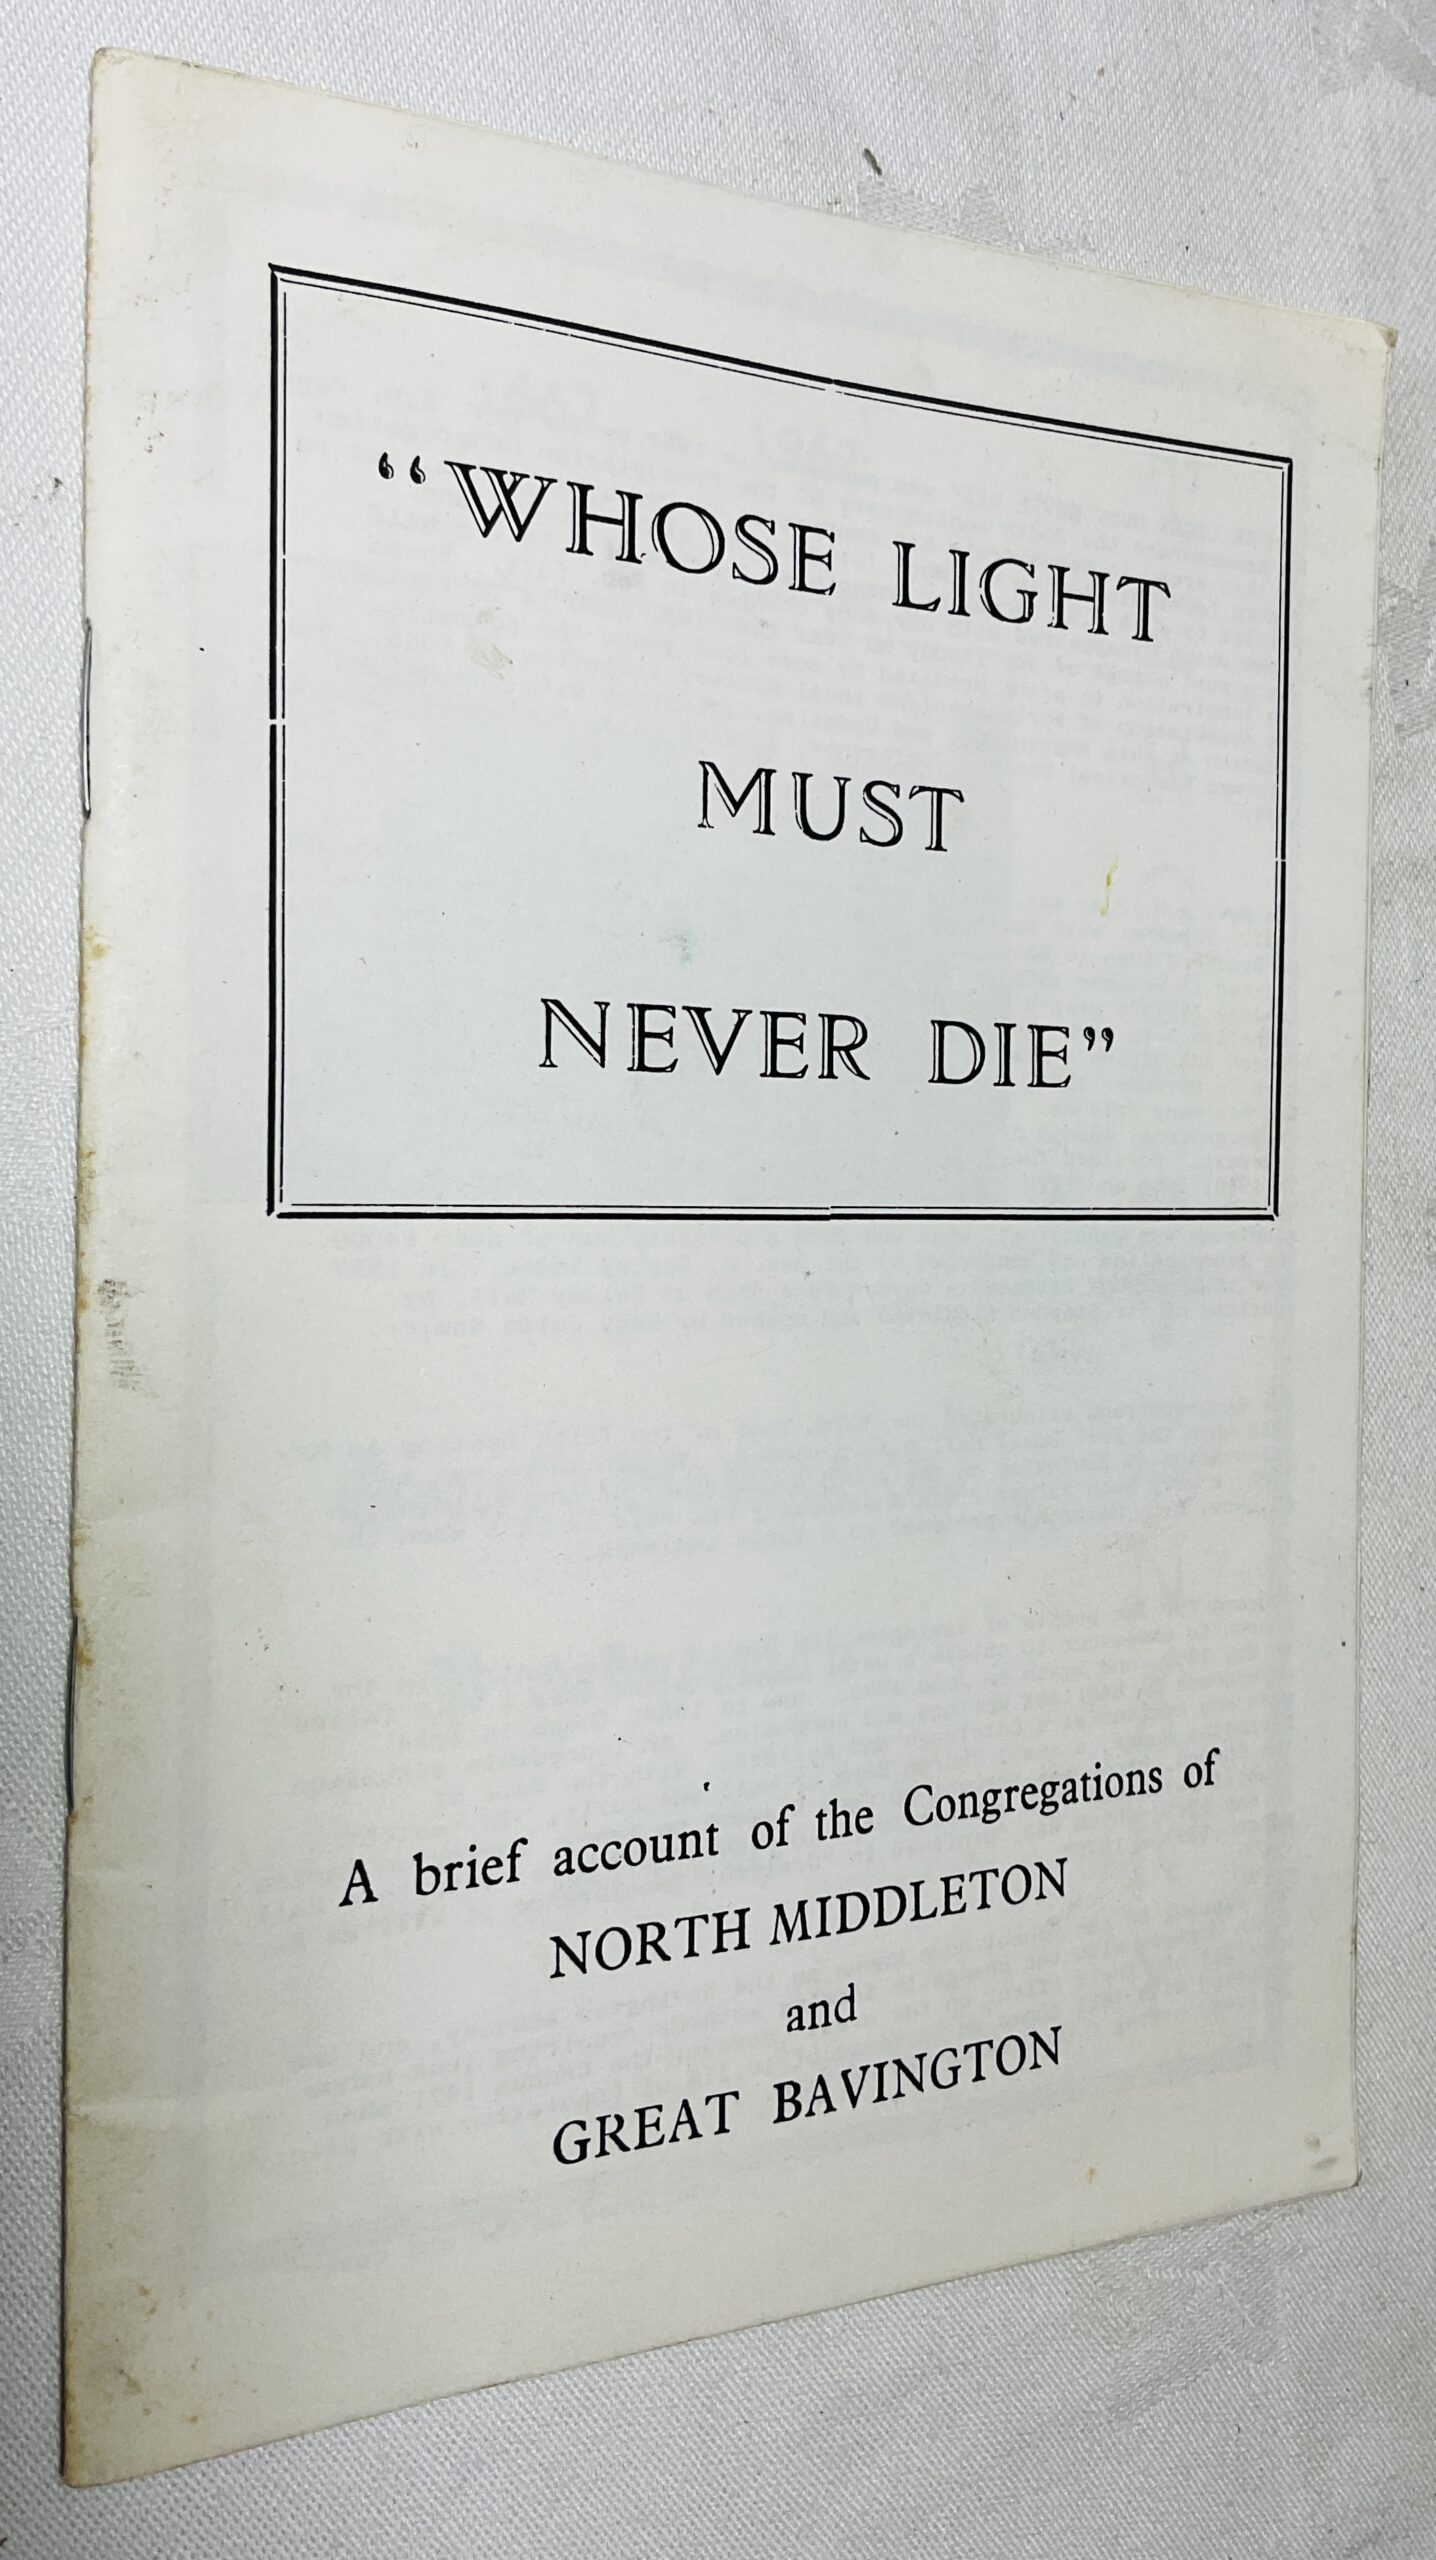 “WHOSE LIGHT
MUST
NEVER DIE”
A brief account of the Congregations of
NORTH MIDDLETON
and
GREAT BAVINGTON